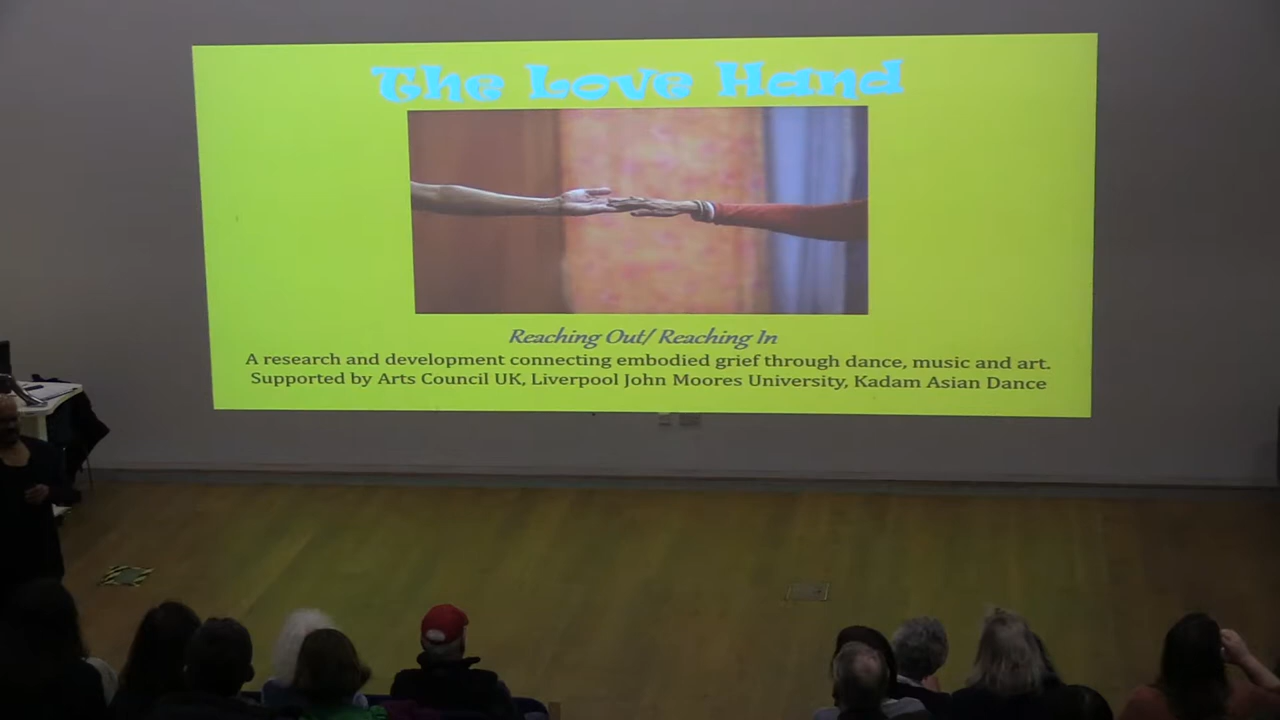 The Love Hand
Reaching Out/ Reaching In
A research and development connecting embodied grief through dance, music and art.
Supported by Arts Council UK, Liverpool John Moores University, Kadam Asian Dance